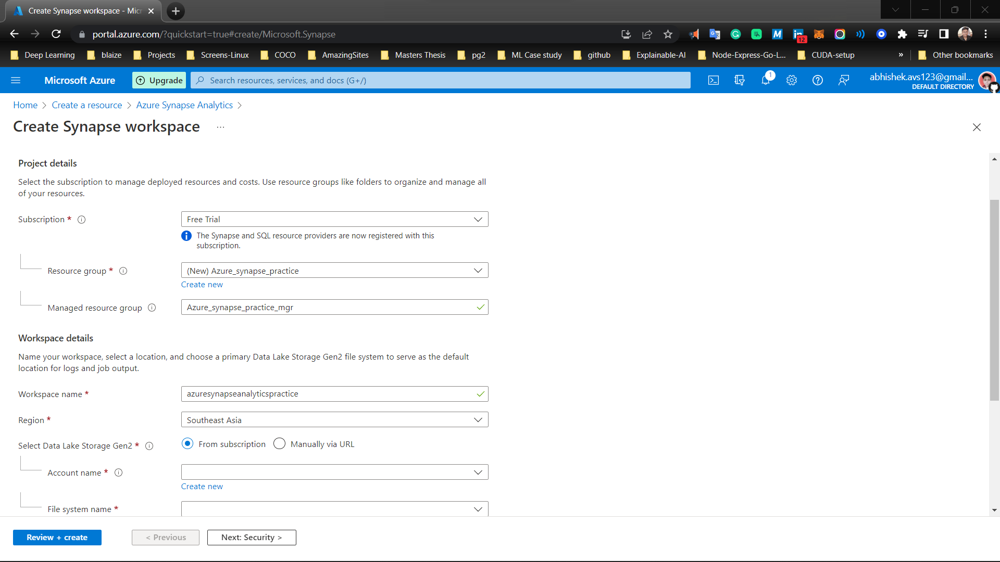 Create Synapse workspace - Micr
portal.azure.com/?quickstart=true#create/Microsoft.Synapse
12
Deep Learning
blaize
Projects
Screens-Linux
COCO
AmazingSites
Masters Thesis
pg2
ML Case study
github
Explainable-AI
Node-Express-Go-L...
CUDA-setup
»
Other bookmarks
Microsoft Azure
Upgrade
Search resources, services, and docs (G+/)
1
abhishek.avs123@gmail...
DEFAULT DIRECTORY
Home > Create a resource > Azure Synapse Analytics >
Create Synapse workspace ...
Project details
Select the subscription to manage deployed resources and costs. Use resource groups like folders to organize and manage all
of your resources.
Subscription *
Free Trial
The Synapse and SQL resource providers are now registered with this
subscription.
Resource group *
(New) Azure_synapse_practice
Create new
Managed resource group
Azure_synapse_practice_mgr
Workspace details
Name your workspace, select a location, and choose a primary Data Lake Storage Gen2 file system to serve as the default
location for logs and job output.
Workspace name *
azuresynapseanalyticspractice
Region *
Southeast Asia
Select Data Lake Storage Gen2 *
From subscription
Manually via URL
Account name *
Create new
File system name *
Review + create
< Previous
Next: Security >